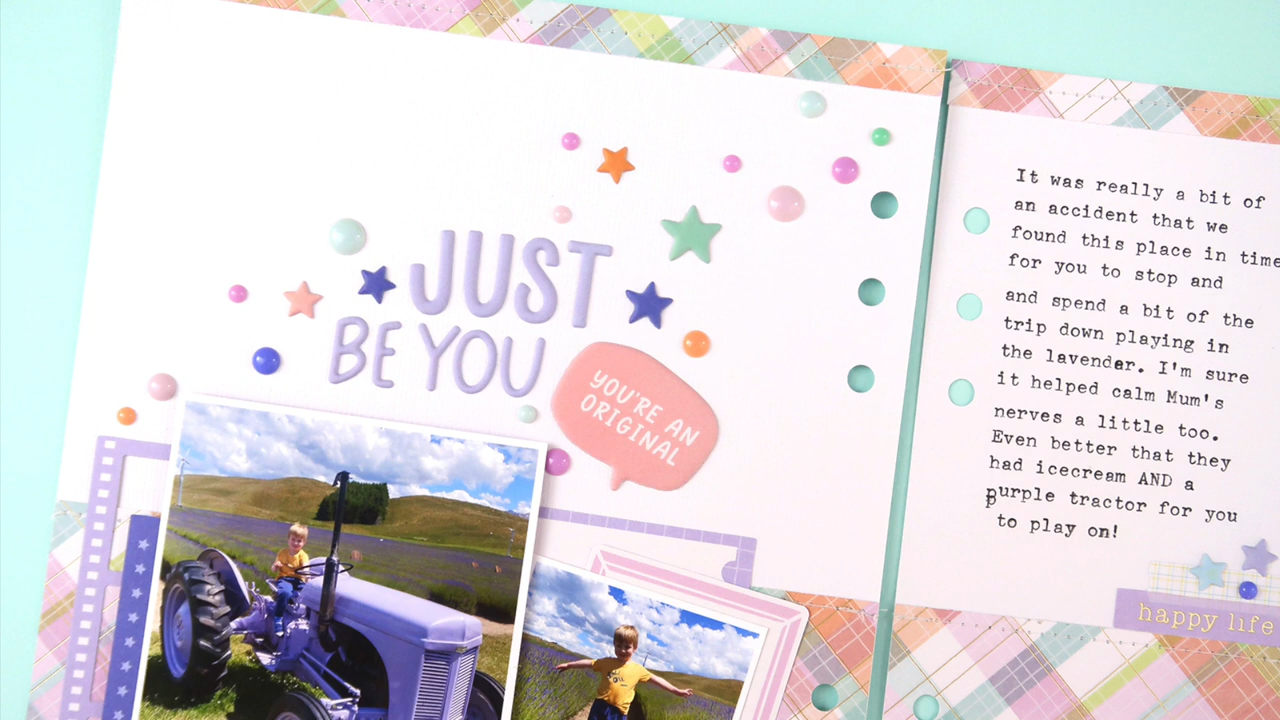 JUST
BE YOU
YOU'RE AN
ORIGINAL
It was really a bit of
an accident that we
found this place in time
for you to stop and
and spend a bit of the
trip down playing in
the lavender. I'm sure
it helped calm Mum's
nerves a little too.
Even better that they
had icecream AND a
purple tractor for you
p
to play on!
happy life